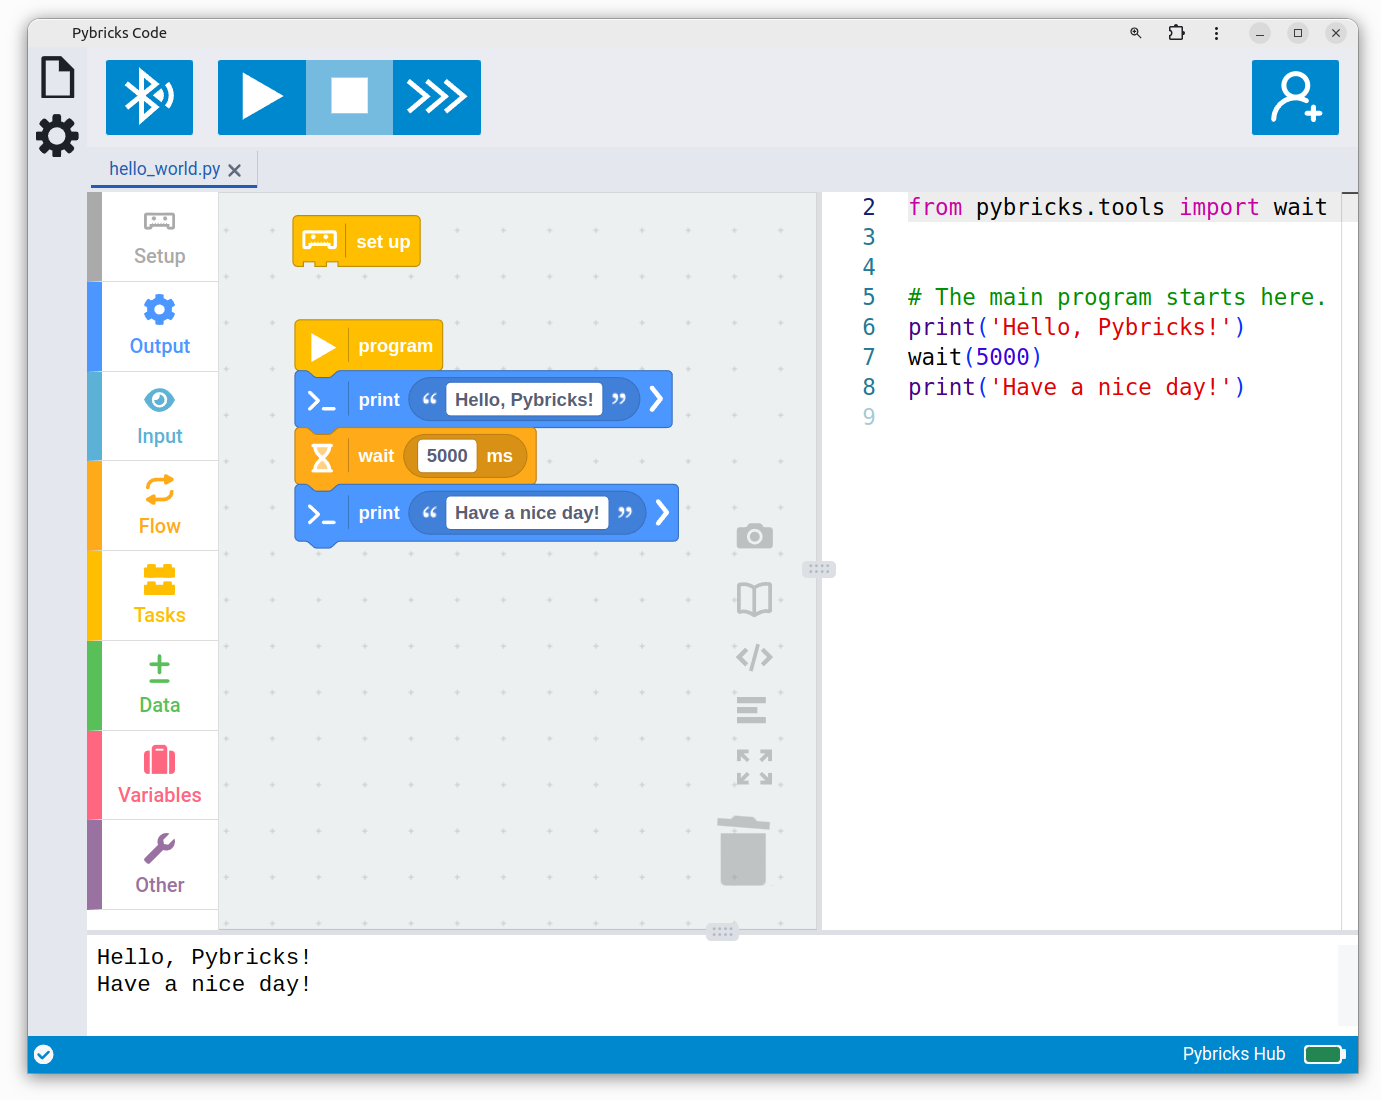 Pybricks Code
hello_world.py
Setup
Output
Input
Flow
Tasks
Data
Variables
Other
set up
program
print “ Hello, Pybricks! ”
wait 5000 ms
print “ Have a nice day! ”
2 from pybricks.tools import wait
3
4
5 # The main program starts here.
6 print('Hello, Pybricks!')
7 wait(5000)
8 print('Have a nice day!')
9
Hello, Pybricks!
Have a nice day!
Pybricks Hub